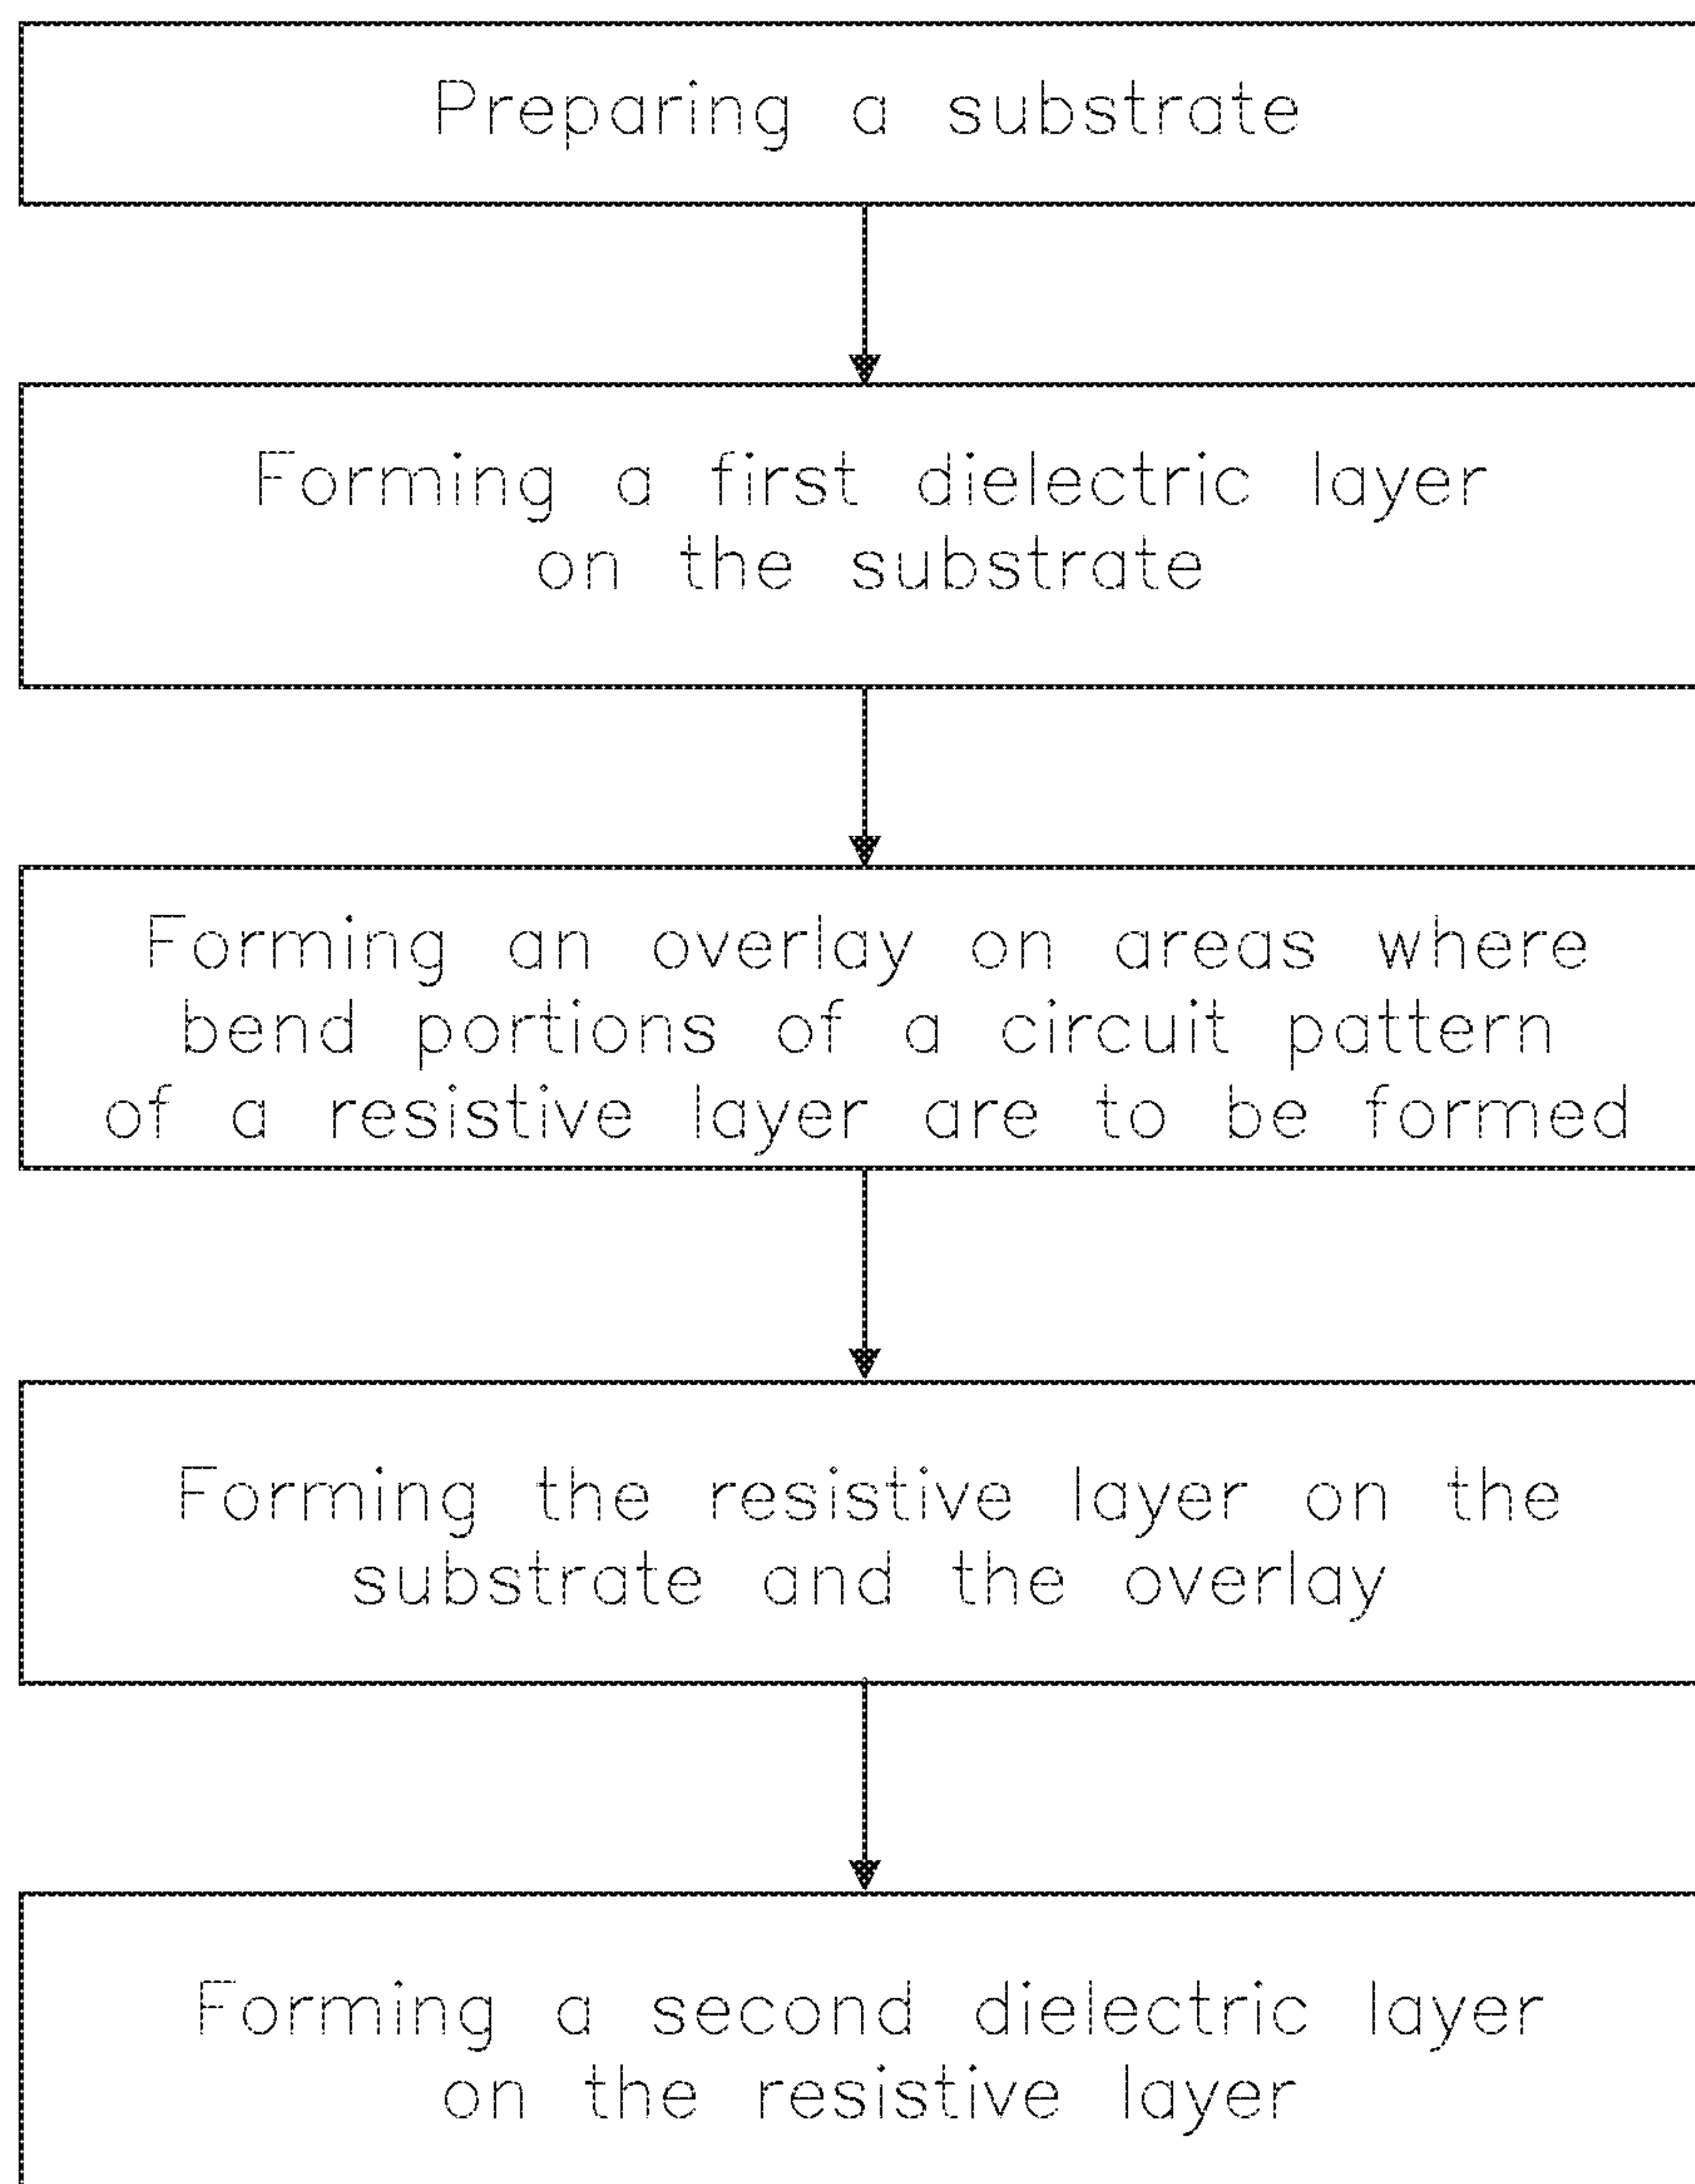 Preparing a substrate
Forming a first dielectric layer
on the substrate
Forming an overlay on areas where
bend portions of a circuit pattern
of a resistive layer are to be formed
Forming the resistive layer on the
substrate and the overlay
Forming a second dielectric layer
on the resistive layer